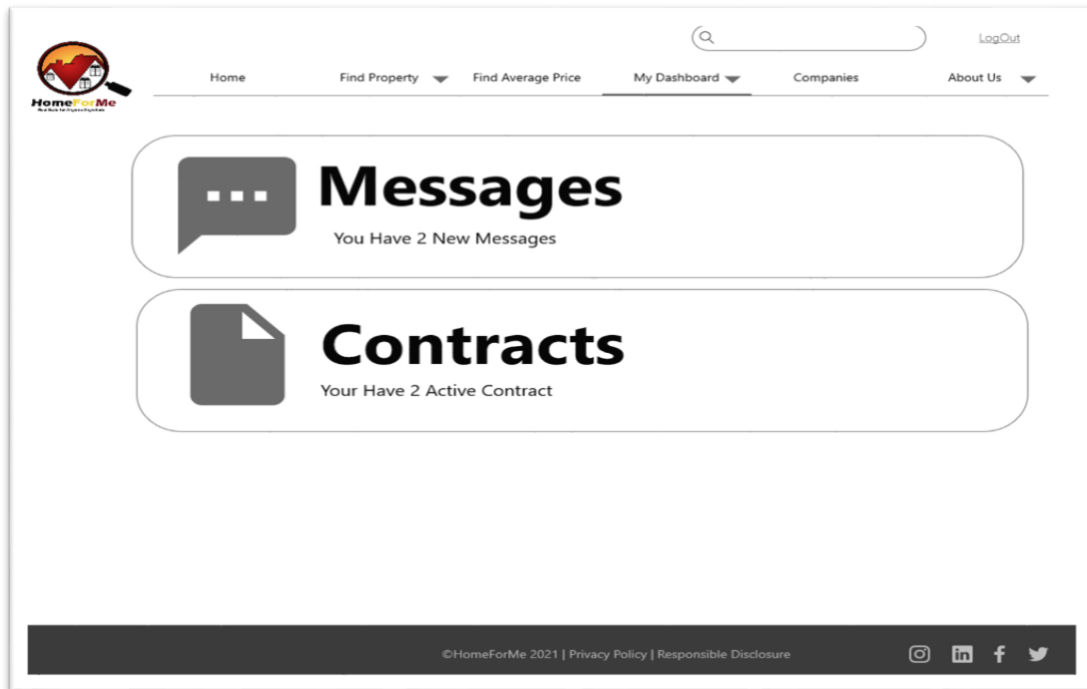 LogOut
HomeForMe
Home Find Property Find Average Price My Dashboard Companies About Us
Messages
You Have 2 New Messages
Contracts
Your Have 2 Active Contract
©HomeForMe 2021 | Privacy Policy | Responsible Disclosure